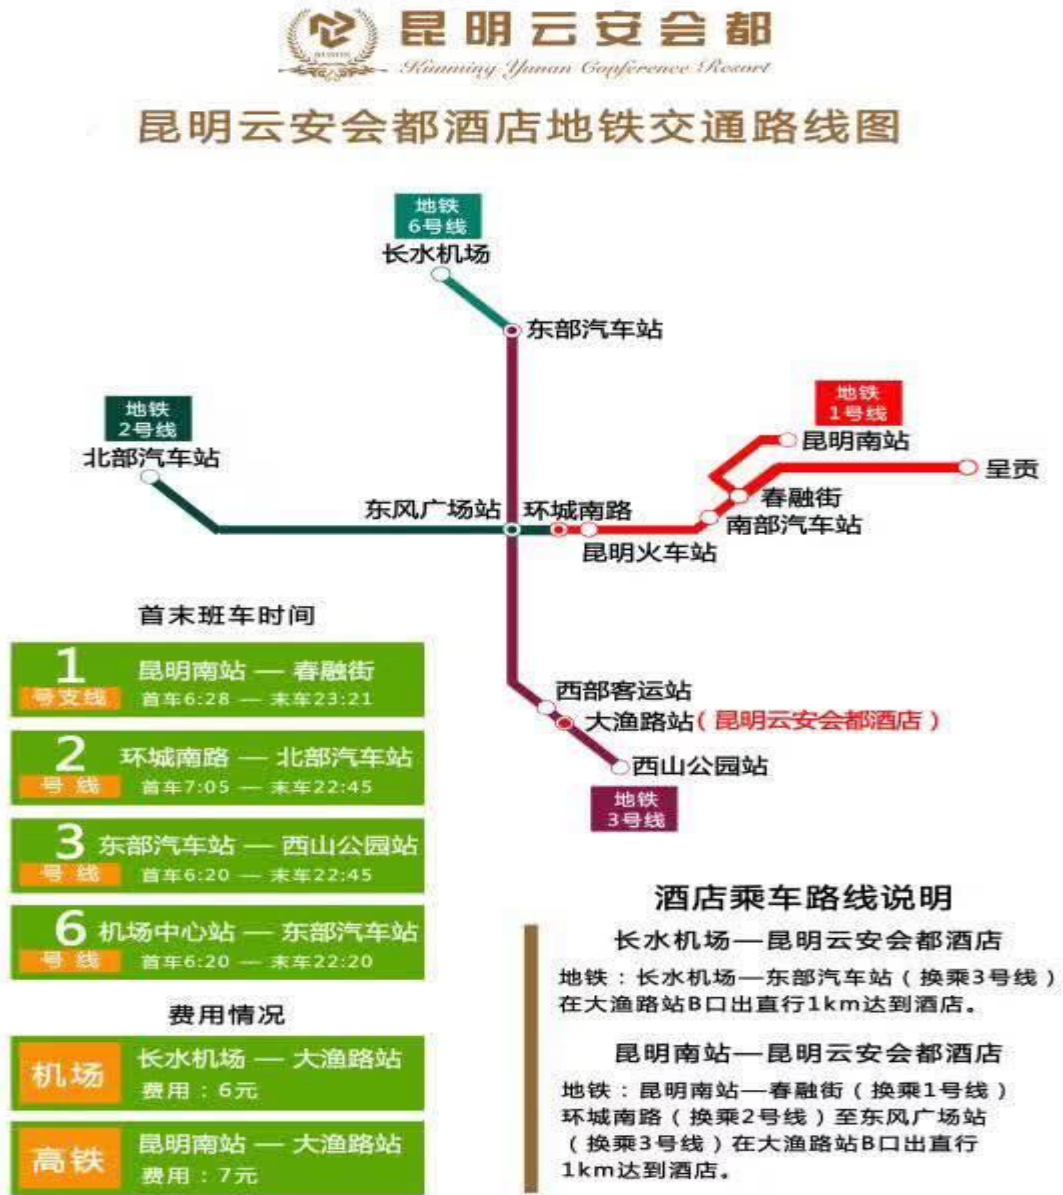 昆明云安会都
Kunming Yunan Conference Resort
昆明云安会都酒店地铁交通路线图
地铁
6号线
长水机场
东部汽车站
地铁
2号线
北部汽车站
地铁
1号线
昆明南站
呈贡
春融街
南部汽车站
东风广场站
环城南路
昆明火车站
西部客运站
大渔路站(昆明云安会都酒店)
西山公园站
地铁
3号线
首末班车时间
1
号支线
昆明南站 — 春融街
首车6:28 — 末车23:21
2
号 线
环城南路 — 北部汽车站
首车7:05 — 末车22:45
3
号 线
东部汽车站 — 西山公园站
首车6:20 — 末车22:45
6
号 线
机场中心站 — 东部汽车站
首车6:20 — 末车22:20
费用情况
机场
长水机场 — 大渔路站
费用：6元
高铁
昆明南站 — 大渔路站
费用：7元
酒店乘车路线说明
长水机场—昆明云安会都酒店
地铁：长水机场—东部汽车站（换乘3号线）
在大渔路站B口出直行1km达到酒店。
昆明南站—昆明云安会都酒店
地铁：昆明南站—春融街（换乘1号线）
环城南路（换乘2号线）至东风广场站
（换乘3号线）在大渔路站B口出直行
1km达到酒店。